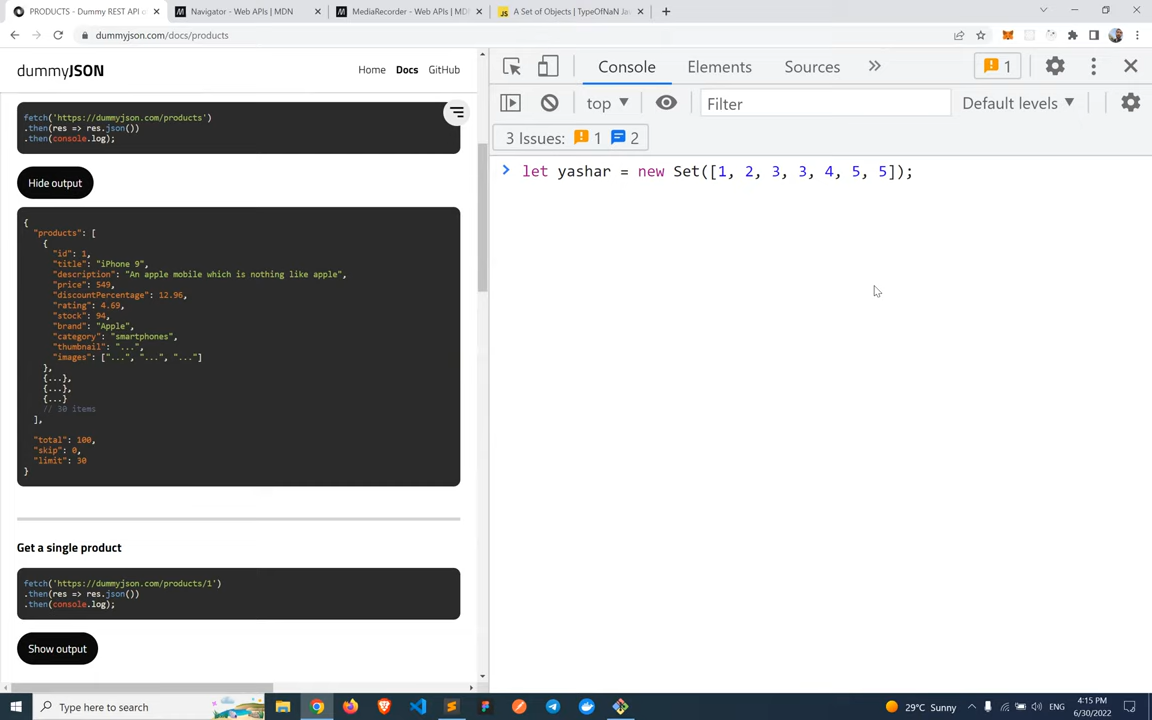 PRODUCTS - Dummy REST API
Navigator - Web APIs | MDN
MediaRecorder - Web APIs | MDN
JS A Set of Objects | TypeOfNaN Ja
dummyjson.com/docs/products
dummyJSON
Home Docs GitHub
fetch('https://dummyjson.com/products')
.then(res => res.json())
.then(console.log);
Hide output
{
"products": [
{
"id": 1,
"title": "iPhone 9",
"description": "An apple mobile which is nothing like apple",
"price": 549,
"discountPercentage": 12.96,
"rating": 4.69,
"stock": 94,
"brand": "Apple",
"category": "smartphones",
"thumbnail": "...",
"images": ["...", "...", "..."]
},
{...},
{...},
{...}
// 30 items
],
"total": 100,
"skip": 0,
"limit": 30
}
Get a single product
fetch('https://dummyjson.com/products/1')
.then(res => res.json())
.then(console.log);
Show output
Console Elements Sources » 1
top Filter Default levels
3 Issues: 1 2
> let yashar = new Set([1, 2, 3, 3, 4, 5, 5]);
Type here to search
29°C Sunny
ENG
4:15 PM
6/30/2022